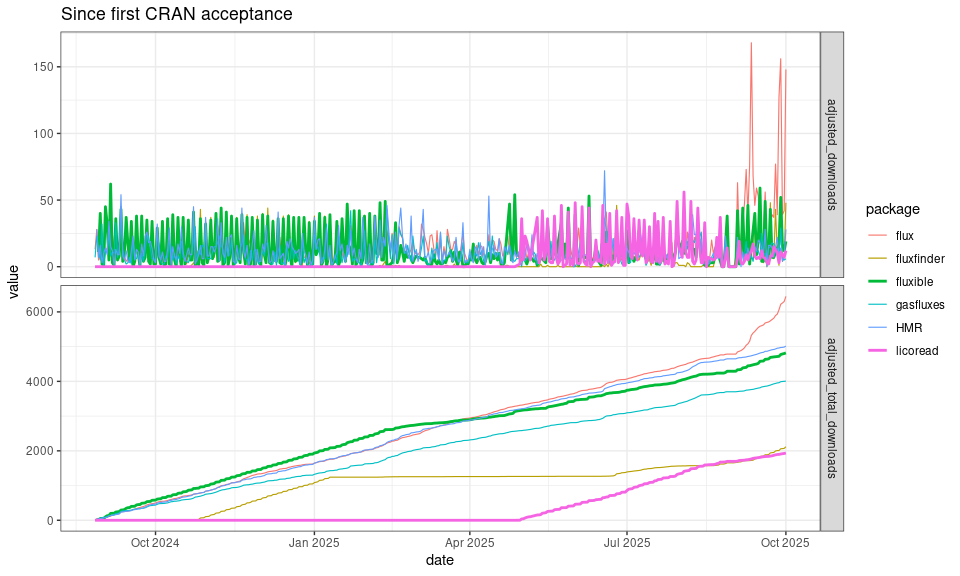 Since first CRAN acceptance
value
150
100
50
0
adjusted_downloads
6000
4000
2000
0
adjusted_total_downloads
Oct 2024
Jan 2025
Apr 2025
Jul 2025
Oct 2025
date
package
flux
fluxfinder
fluxible
gasfluxes
HMR
licoread